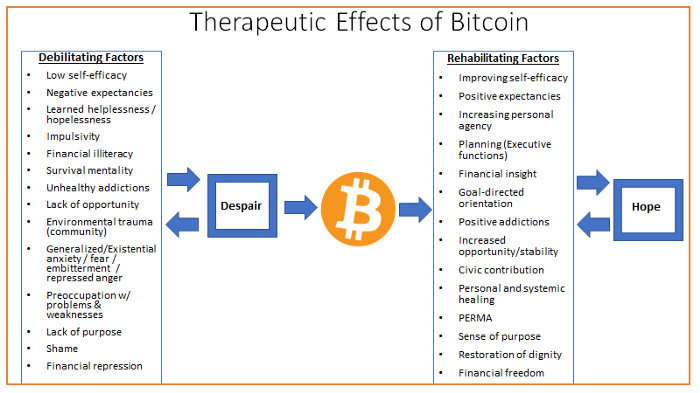 Therapeutic Effects of Bitcoin
Debilitating Factors
• Low self-efficacy
• Negative expectancies
• Learned helplessness /
hopelessness
• Impulsivity
• Financial illiteracy
• Survival mentality
• Unhealthy addictions
• Lack of opportunity
• Environmental trauma
(community)
• Generalized/Existential
anxiety / fear /
embitterment /
repressed anger
• Preoccupation w/
problems &
weaknesses
• Lack of purpose
• Shame
• Financial repression
Despair
₿
Rehabilitating Factors
• Improving self-efficacy
• Positive expectancies
• Increasing personal
agency
• Planning (Executive
functions)
• Financial insight
• Goal-directed
orientation
• Positive addictions
• Increased
opportunity/stability
• Civic contribution
• Personal and systemic
healing
• PERMA
• Sense of purpose
• Restoration of dignity
• Financial freedom
Hope